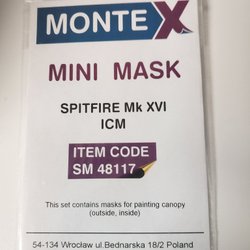 MONTEX
MINI MASK
SPITFIRE Mk XVI
ICM
ITEM CODE
SM 48117
This set contains masks for painting canopy
(outside, inside)
54-134 Wrocław ul.Bednarska 18/2 Poland